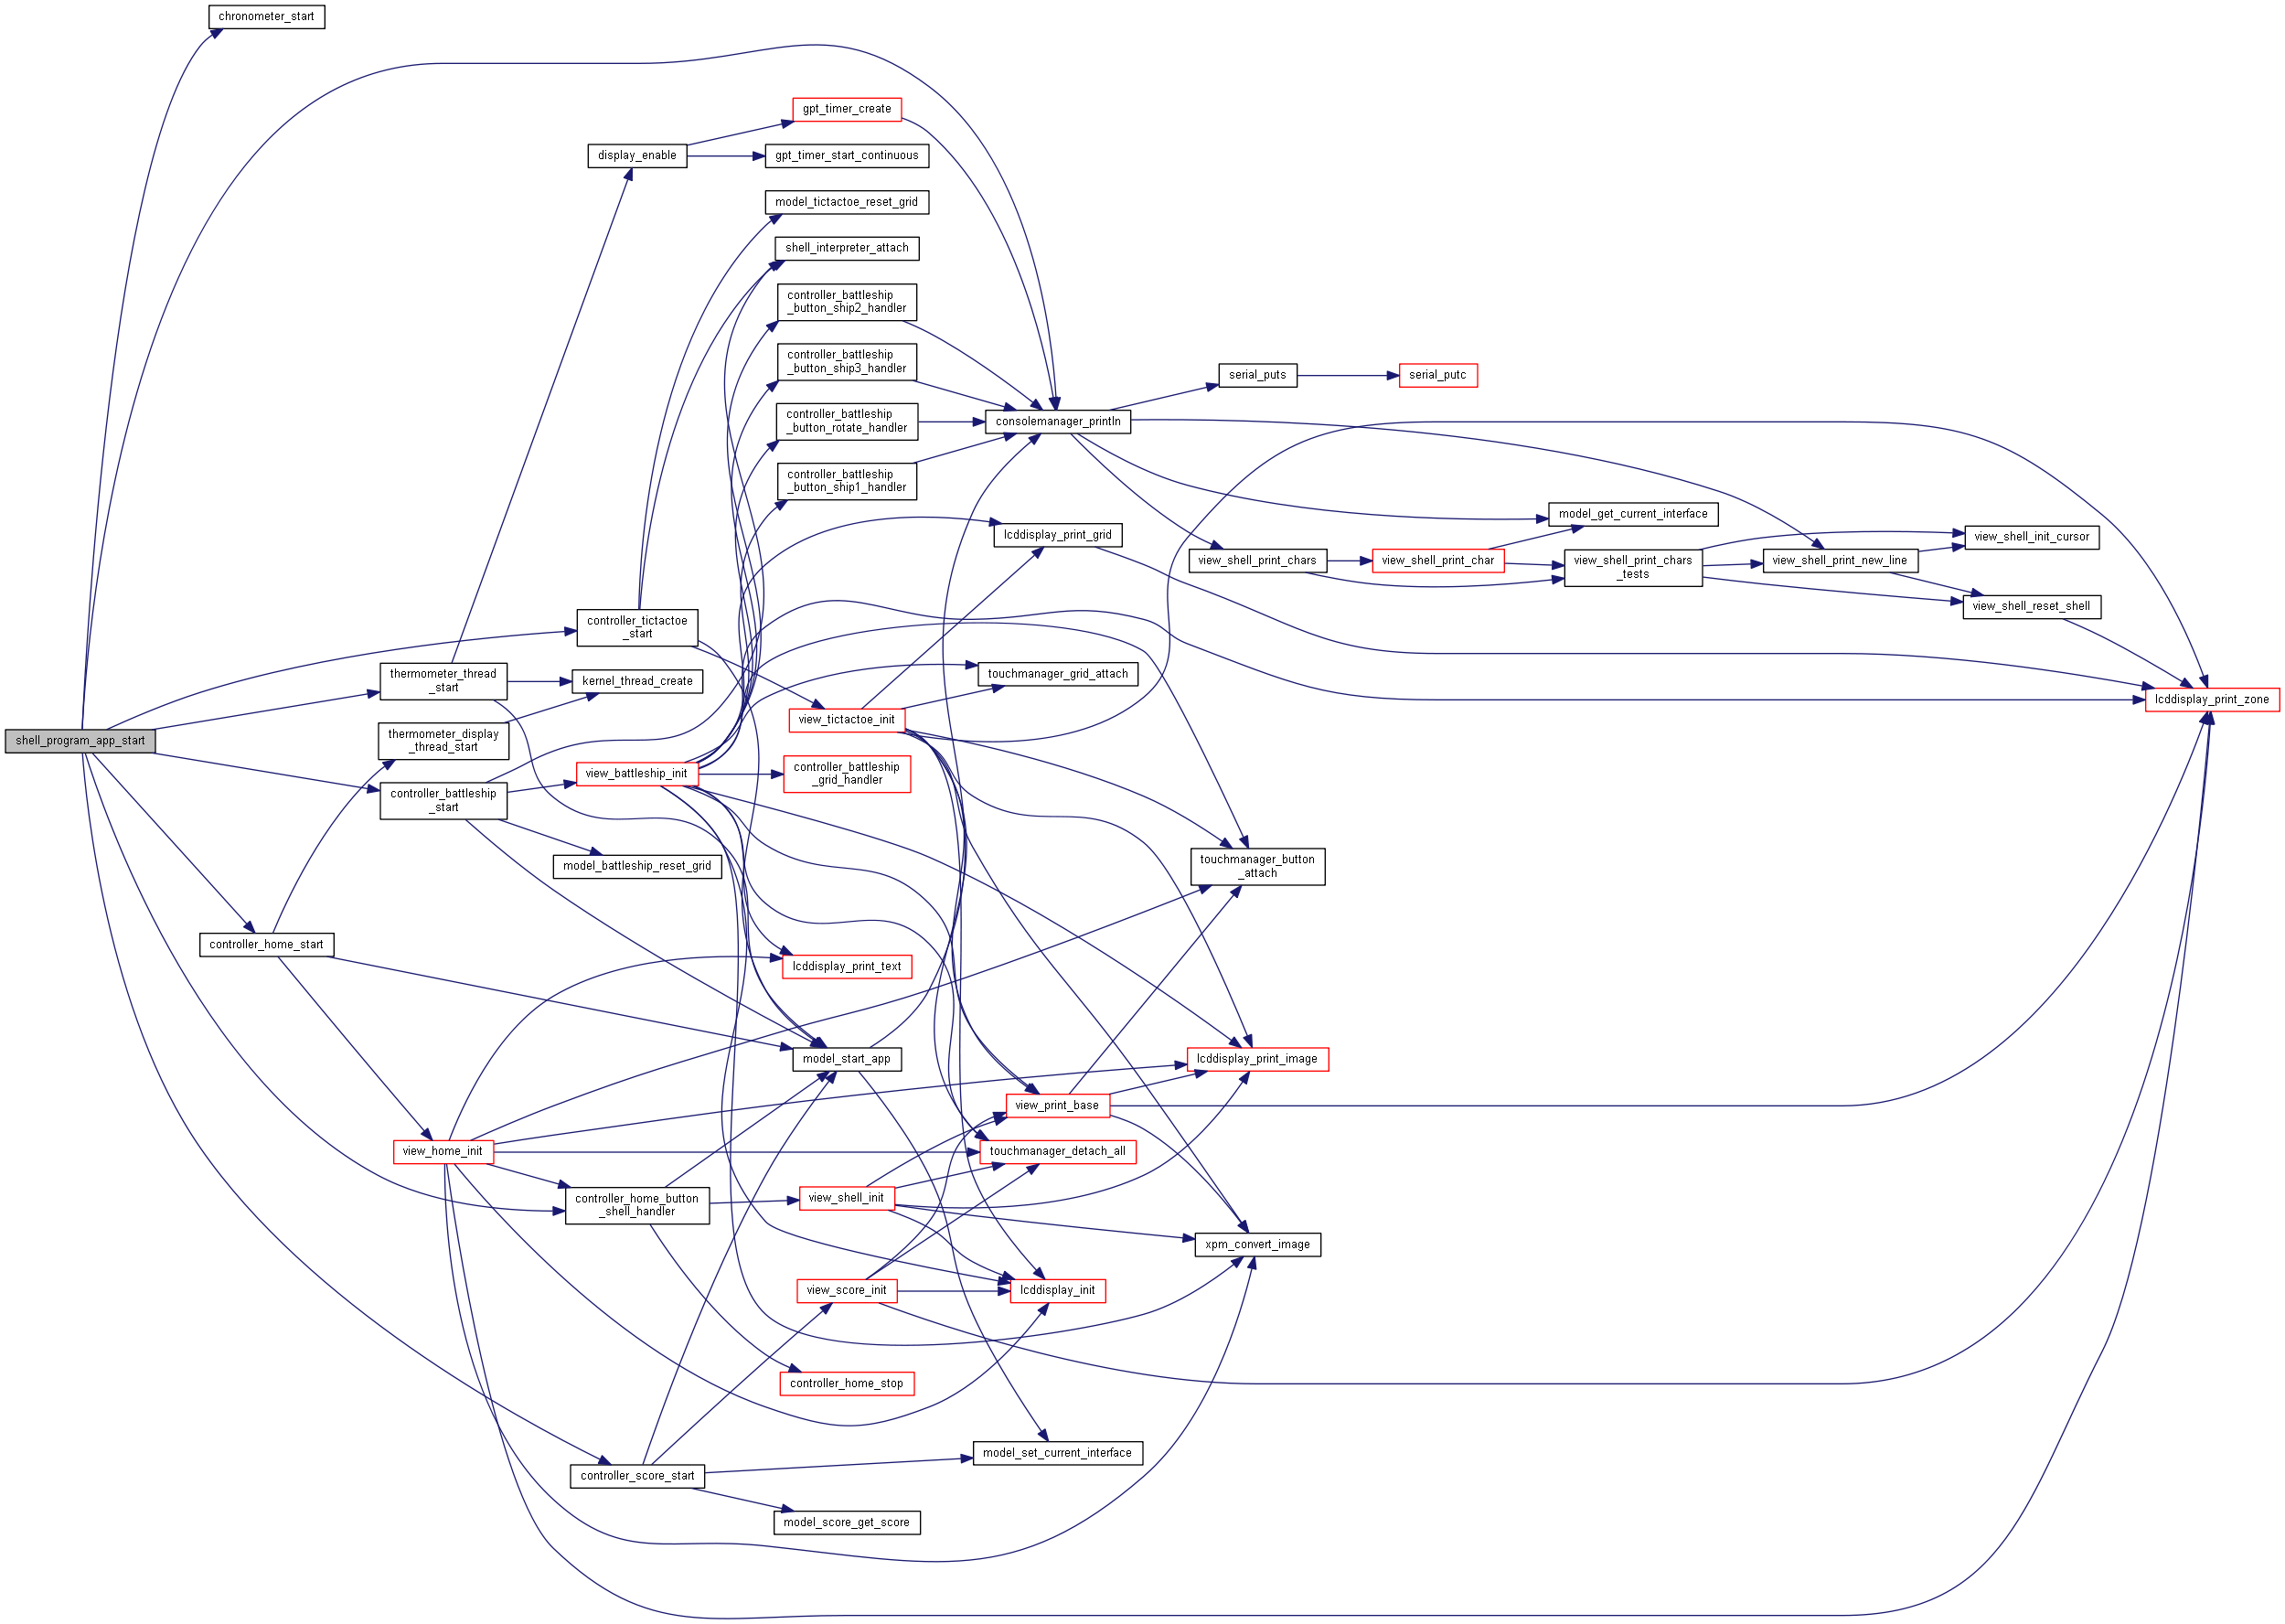 chronometer_start
gpt_timer_create
display_enable
gpt_timer_start_continuous
model_tictactoe_reset_grid
shell_interpreter_attach
controller_battleship
_button_ship2_handler
controller_battleship
_button_ship3_handler
serial_puts
serial_putc
controller_battleship
_button_rotate_handler
consolemanager_println
controller_battleship
_button_ship1_handler
model_get_current_interface
lcddisplay_print_grid
view_shell_init_cursor
view_shell_print_chars
view_shell_print_char
view_shell_print_chars
_tests
view_shell_print_new_line
view_shell_reset_shell
controller_tictactoe
_start
thermometer_thread
_start
kernel_thread_create
touchmanager_grid_attach
lcddisplay_print_zone
view_tictactoe_init
shell_program_app_start
thermometer_display
_thread_start
view_battleship_init
controller_battleship
_grid_handler
controller_battleship
_start
model_battleship_reset_grid
touchmanager_button
_attach
controller_home_start
lcddisplay_print_text
model_start_app
lcddisplay_print_image
view_print_base
view_home_init
touchmanager_detach_all
controller_home_button
_shell_handler
view_shell_init
xpm_convert_image
view_score_init
lcddisplay_init
controller_home_stop
model_set_current_interface
controller_score_start
model_score_get_score